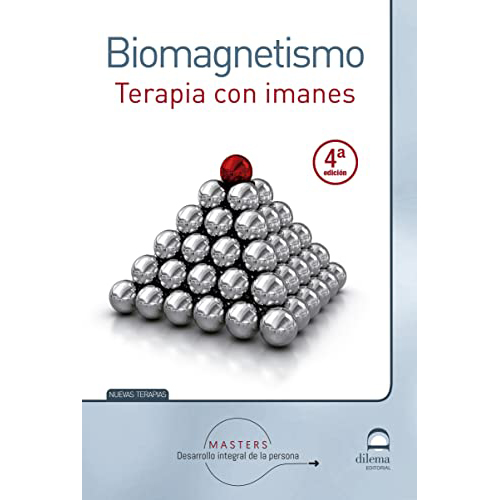 Biomagnetismo
Terapia con imanes
4ª
edición
NUEVAS TERAPIAS
MASTERS
Desarrollo integral de la persona
dilema
EDITORIAL